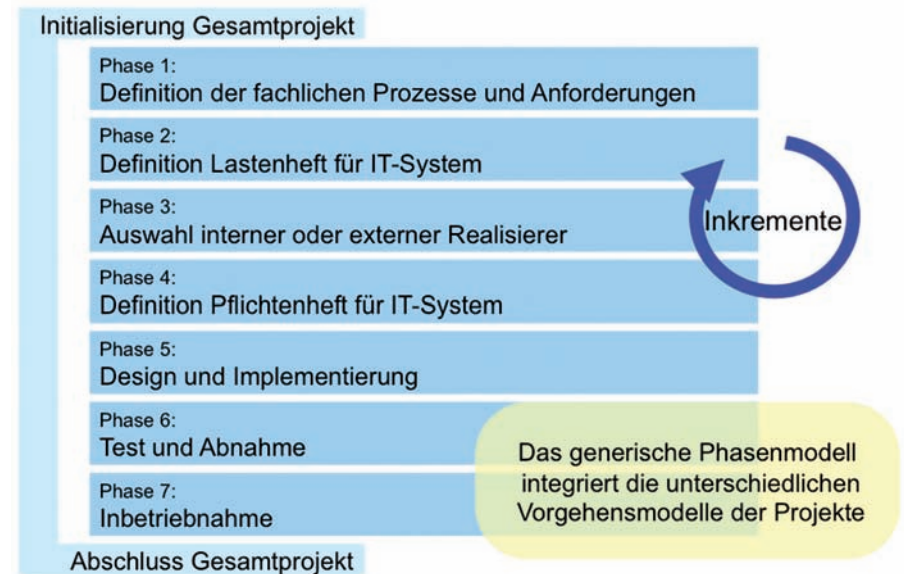 Initialisierung Gesamtprojekt
Phase 1:
Definition der fachlichen Prozesse und Anforderungen
Phase 2:
Definition Lastenheft für IT-System
Phase 3:
Auswahl interner oder externer Realisierer
Inkremente
Phase 4:
Definition Pflichtenheft für IT-System
Phase 5:
Design und Implementierung
Phase 6:
Test und Abnahme
Phase 7:
Inbetriebnahme
Das generische Phasenmodell
integriert die unterschiedlichen
Vorgehensmodelle der Projekte
Abschluss Gesamtprojekt